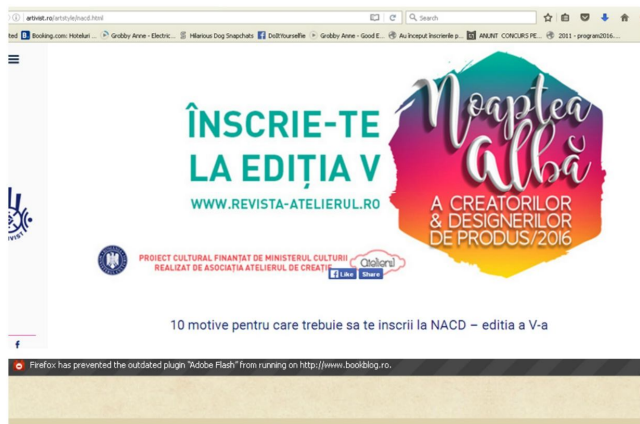 artivist.ro/artstyle/nacd.html
Search
ted Booking.com: Hoteluri ... Grobby Anne - Electric... Hilarious Dog Snapchats DoItYourselfie Grobby Anne - Good E... Au început înscrierile p... ANUNT CONCURS PE... 2011 - program2016....
ÎNSCRIE-TE
LA EDIȚIA V
WWW.REVISTA-ATELIERUL.RO
Noaptea
Albă
A CREATORILOR
& DESIGNERILOR
DE PRODUS/2016
PROIECT CULTURAL FINANȚAT DE MINISTERUL CULTURII
REALIZAT DE ASOCIAȚIA ATELIERUL DE CREAȚIE
Atelierul
Like Share
10 motive pentru care trebuie sa te inscrii la NACD – editia a V-a
Firefox has prevented the outdated plugin "Adobe Flash" from running on http://www.bookblog.ro.